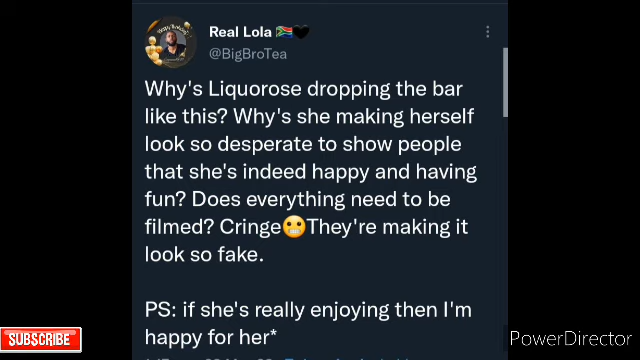 Real Lola 🇿🇦🖤
@BigBroTea
Why's Liquorose dropping the bar
like this? Why's she making herself
look so desperate to show people
that she's indeed happy and having
fun? Does everything need to be
filmed? Cringe😬They're making it
look so fake.
PS: if she's really enjoying then I'm
happy for her*
SUBSCRIBE
PowerDirector